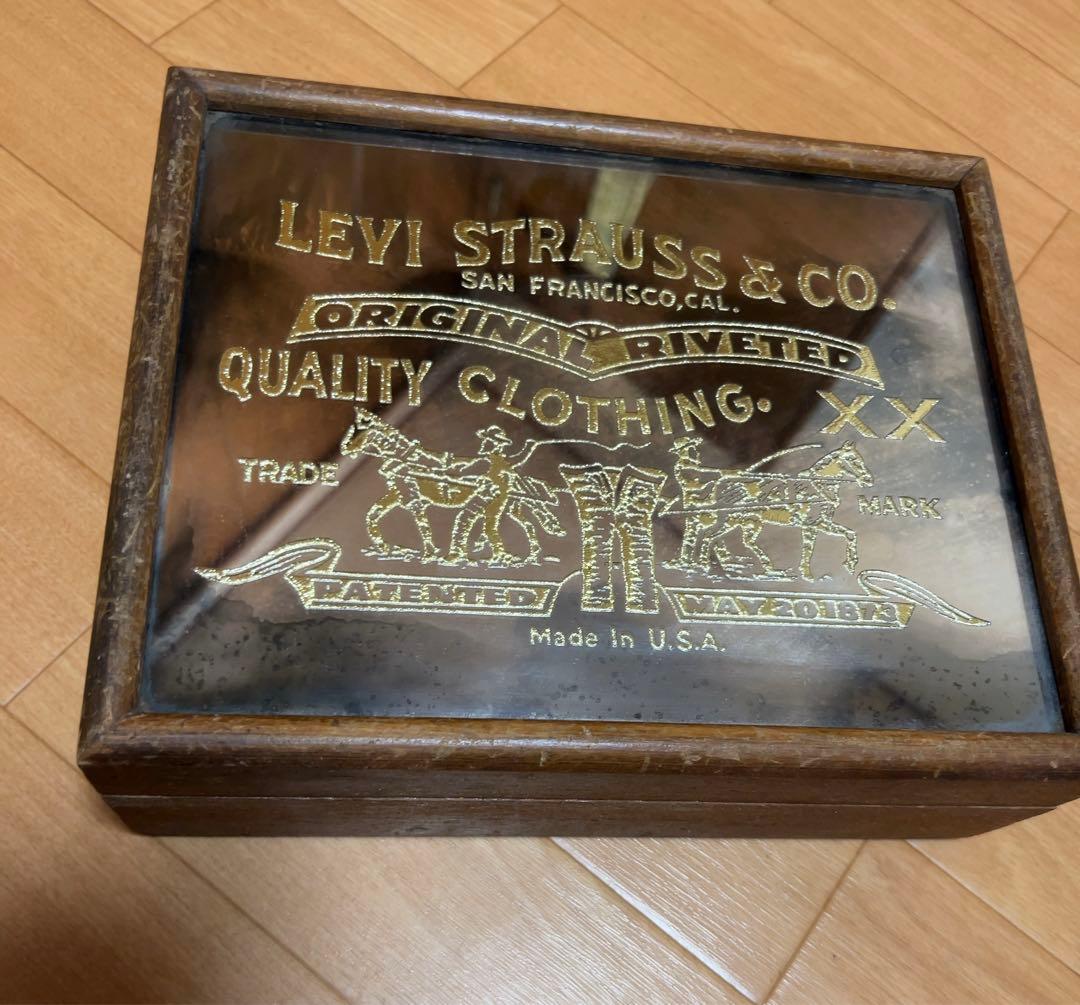 LEVI STRAUSS & CO.
SAN FRANCISCO, CAL.
ORIGINAL RIVETED
QUALITY CLOTHING.
XX
TRADE MARK
PATENTED MAY 20 1873
Made in U.S.A.